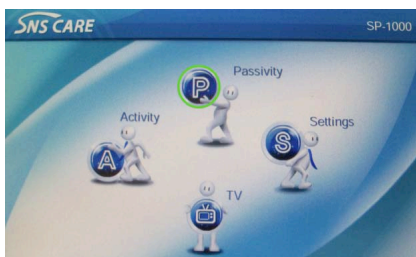 SNS CARE
SP-1000
Passivity
P
Activity
A
Settings
S
TV